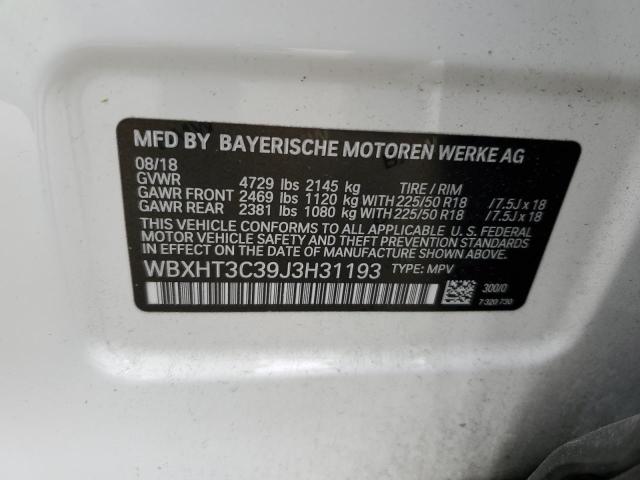 MFD BY BAYERISCHE MOTOREN WERKE AG
08/18
GVWR 4729 lbs 2145 kg TIRE / RIM
GAWR FRONT 2469 lbs 1120 kg WITH 225/50 R18 /7.5J x 18
GAWR REAR 2381 lbs 1080 kg WITH 225/50 R18 /7.5J x 18
THIS VEHICLE CONFORMS TO ALL APPLICABLE U. S. FEDERAL
MOTOR VEHICLE SAFETY, BUMPER, AND THEFT PREVENTION
STANDARDS IN EFFECT ON THE DATE OF MANUFACTURE SHOWN ABOVE.
WBXHT3C39J3H31193 TYPE: MPV
300/0
7 320 730